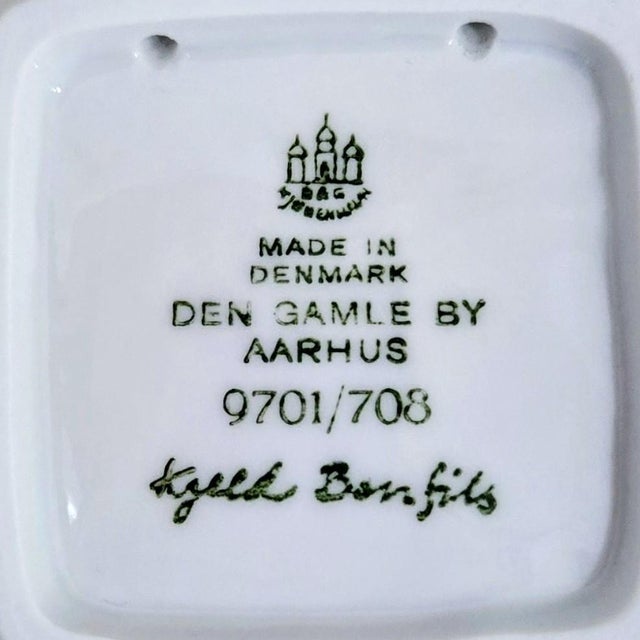 B&G
KJØBENHAVN
MADE IN
DENMARK
DEN GAMLE BY
AARHUS
9701/708
Kjeld Bonfils